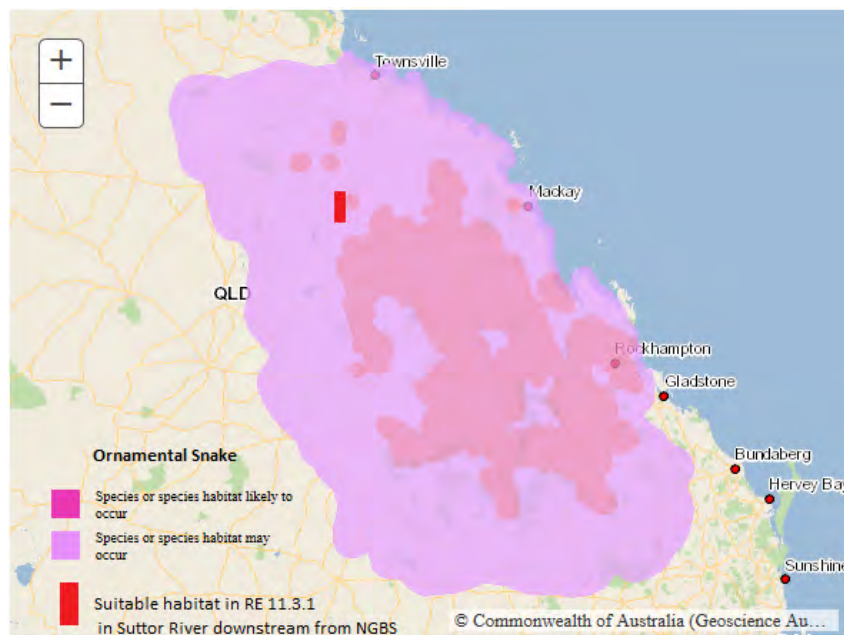 +
Townsville
−
Mackay
QLD
Rockhampton
Gladstone
Ornamental Snake
Bundaberg
Species or species habitat likely to
occur
Hervey Bay
Species or species habitat may
occur
Sunshine
Suitable habitat in RE 11.3.1
in Suttor River downstream from NGBS
© Commonwealth of Australia (Geoscience Au...